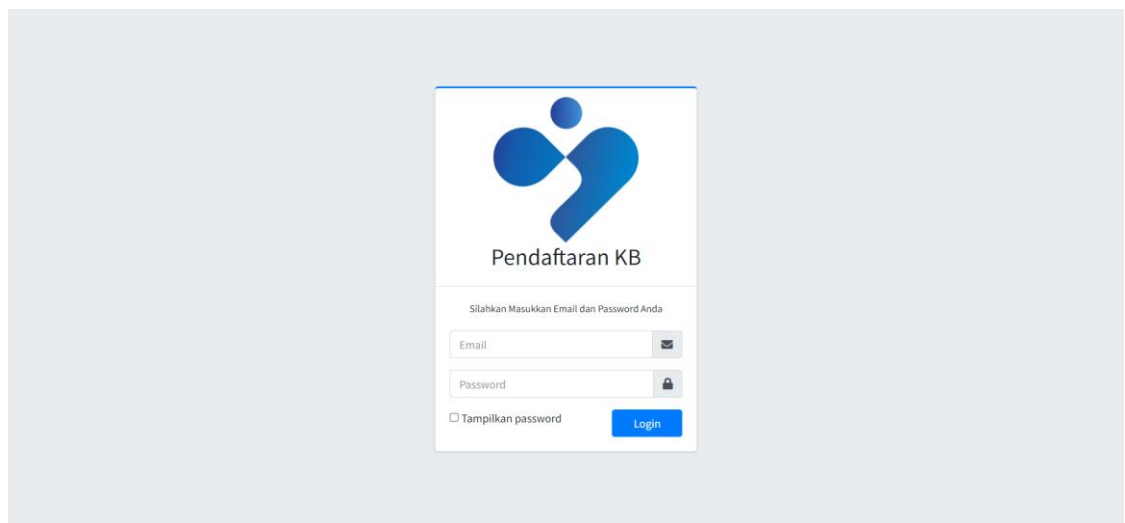 Pendaftaran KB
Silahkan Masukkan Email dan Password Anda
Email
Password
Tampilkan password
Login